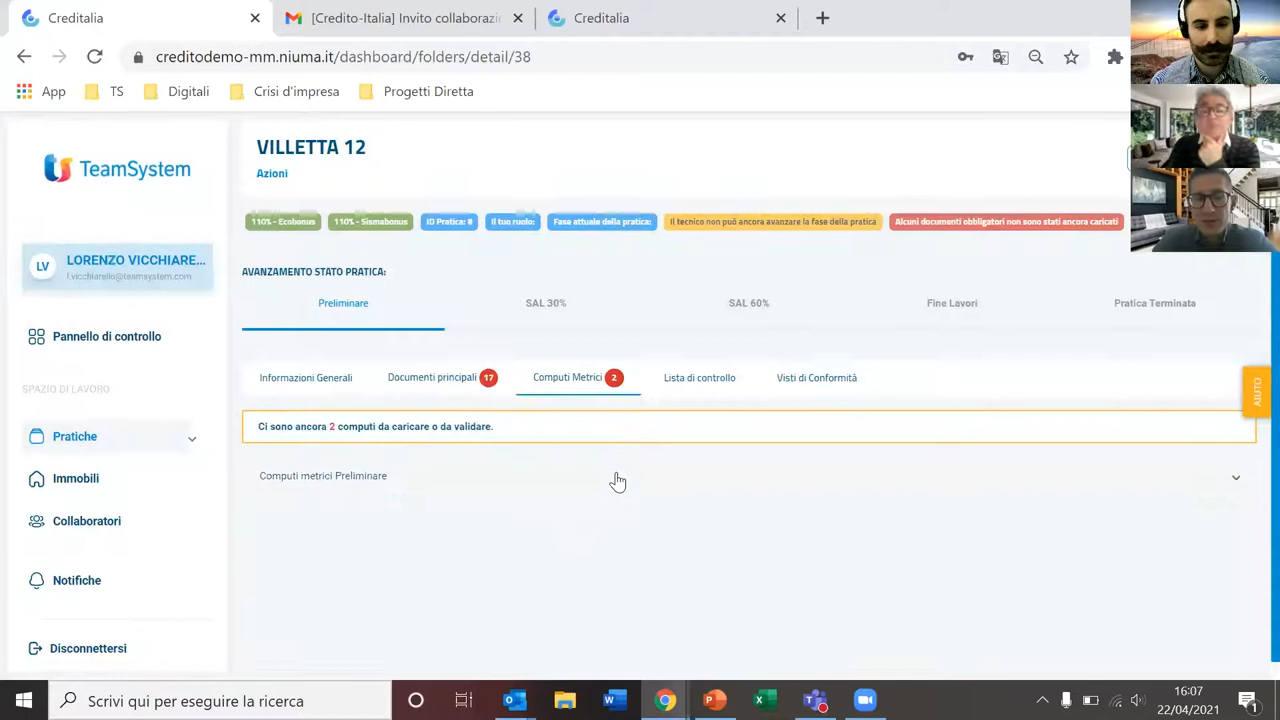 Creditalia
[Credito-Italia] Invito collaborazi
Creditalia
creditodemo-mm.niuma.it/dashboard/folders/detail/38
App
TS
Digitali
Crisi d'impresa
Progetti Diretta
TeamSystem
VILLETTA 12
Azioni
110% - Ecobonus
110% - Sismabonus
ID Pratica: #
Il tuo ruolo:
Fase attuale della pratica:
Il tecnico non può ancora avanzare la fase della pratica
Alcuni documenti obbligatori non sono stati ancora caricati
LV
LORENZO VICCHIARE...
l.vicchiarello@teamsystem.com
AVANZAMENTO STATO PRATICA:
Preliminare
SAL 30%
SAL 60%
Fine Lavori
Pratica Terminata
Pannello di controllo
SPAZIO DI LAVORO
Informazioni Generali
Documenti principali 17
Computi Metrici 2
Lista di controllo
Visti di Conformità
AIUTO
Ci sono ancora 2 computi da caricare o da validare.
Pratiche
Computi metrici Preliminare
Immobili
Collaboratori
Notifiche
Disconnettersi
Scrivi qui per eseguire la ricerca
16:07
22/04/2021
1